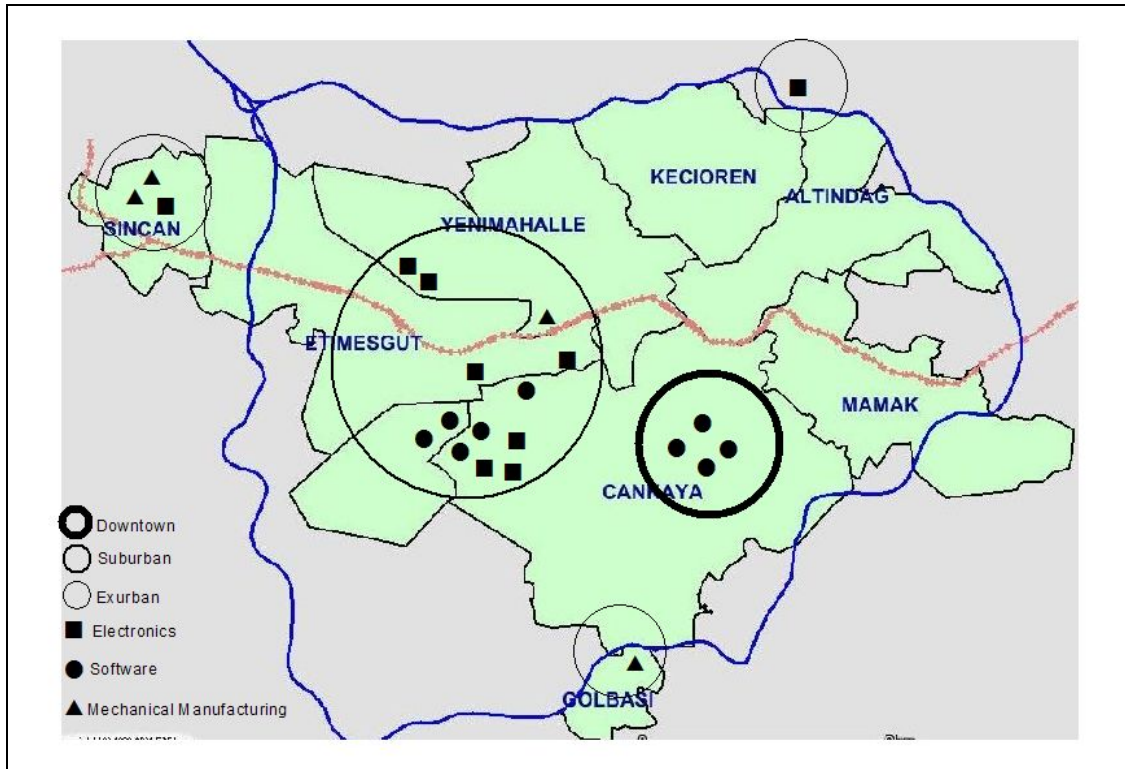 KECIOREN
ALTINDAG
YENIMAHALLE
SINCAN
ETIMESGUT
MAMAK
CANKAYA
GOLBASI
Downtown
Suburban
Exurban
Electronics
Software
Mechanical Manufacturing